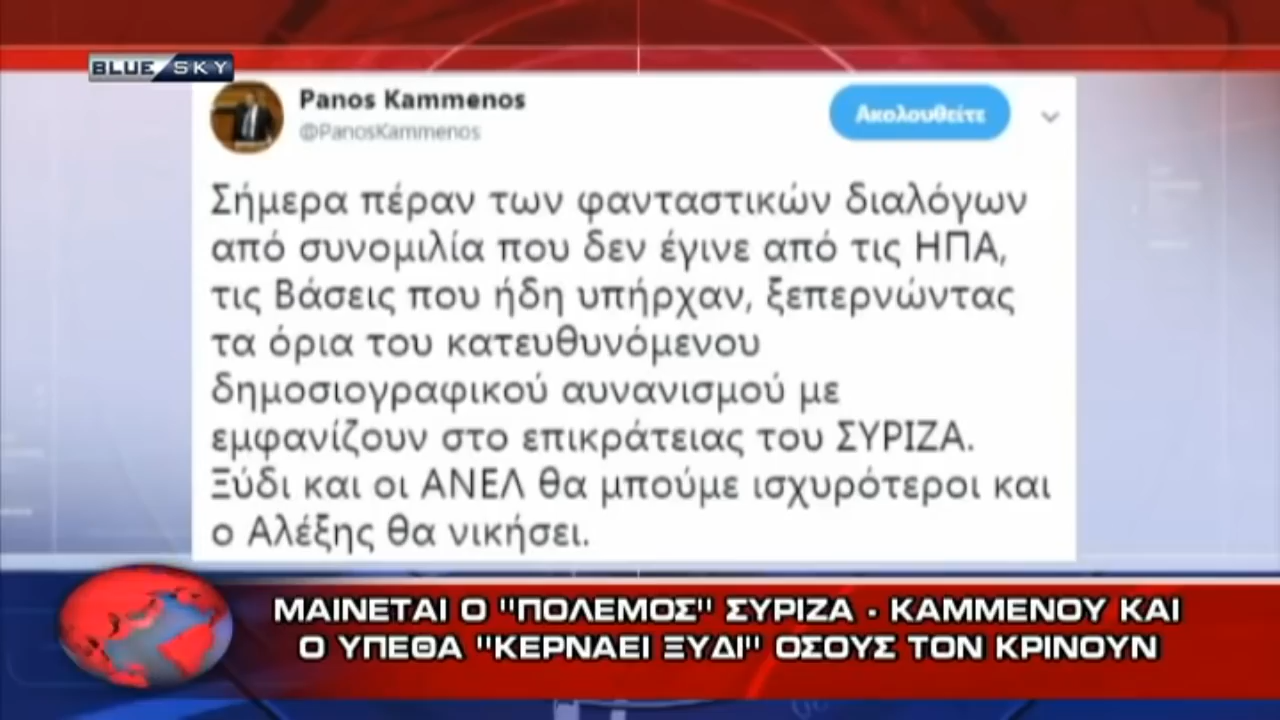 BLUE SKY
Panos Kammenos
@PanosKammenos
Ακολουθείτε
Σήμερα πέραν των φανταστικών διαλόγων
από συνομιλία που δεν έγινε από τις ΗΠΑ,
τις Βάσεις που ήδη υπήρχαν, ξεπερνώντας
τα όρια του κατευθυνόμενου
δημοσιογραφικού αυνανισμού με
εμφανίζουν στο επικράτειας του ΣΥΡΙΖΑ.
Ξύδι και οι ΑΝΕΛ θα μπούμε ισχυρότεροι και
ο Αλέξης θα νικήσει.
ΜΑΙΝΕΤΑΙ Ο "ΠΟΛΕΜΟΣ" ΣΥΡΙΖΑ - ΚΑΜΜΕΝΟΥ ΚΑΙ
Ο ΥΠΕΘΑ "ΚΕΡΝΑΕΙ ΞΥΔΙ" ΟΣΟΥΣ ΤΟΝ ΚΡΙΝΟΥΝ